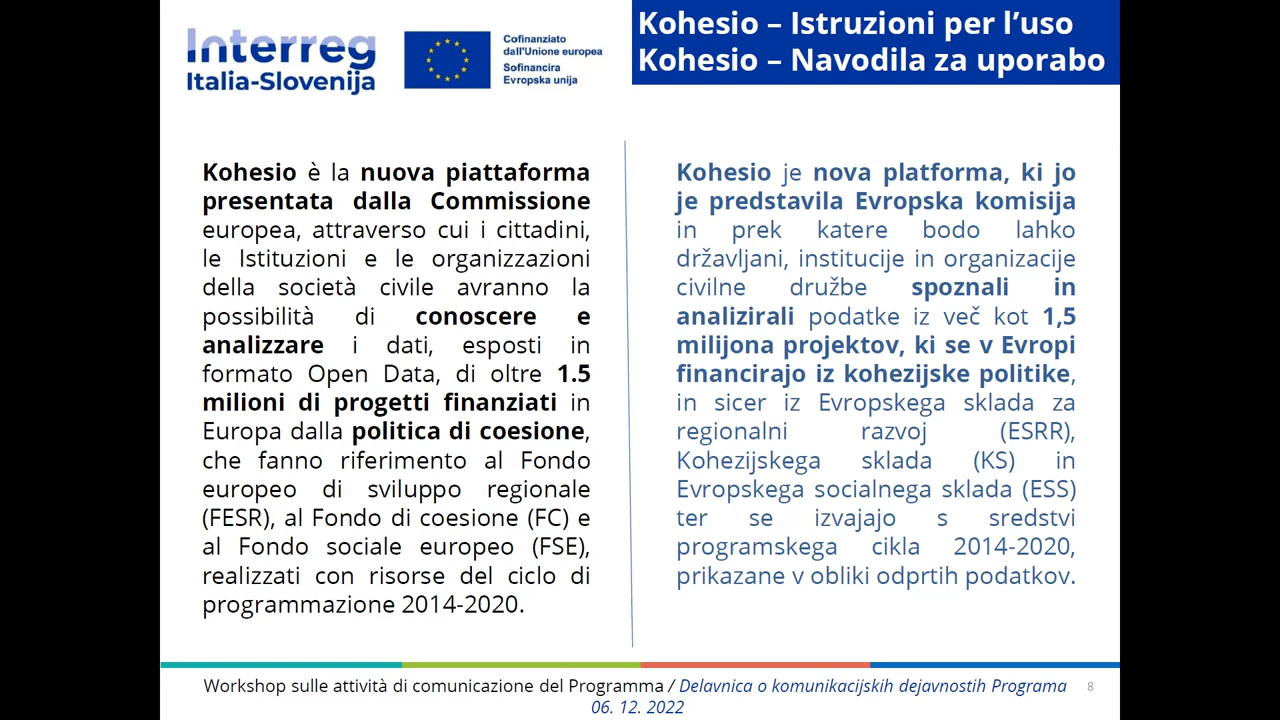 Interreg
Italia-Slovenija
Cofinanziato
dall'Unione europea
Sofinancira
Evropska unija
Kohesio – Istruzioni per l’uso
Kohesio – Navodila za uporabo
Kohesio è la nuova piattaforma
presentata dalla Commissione
europea, attraverso cui i cittadini,
le Istituzioni e le organizzazioni
della società civile avranno la
possibilità di conoscere e
analizzare i dati, esposti in
formato Open Data, di oltre 1.5
milioni di progetti finanziati in
Europa dalla politica di coesione,
che fanno riferimento al Fondo
europeo di sviluppo regionale
(FESR), al Fondo di coesione (FC) e
al Fondo sociale europeo (FSE),
realizzati con risorse del ciclo di
programmazione 2014-2020.
Kohesio je nova platforma, ki jo
je predstavila Evropska komisija
in prek katere bodo lahko
državljani, institucije in organizacije
civilne družbe spoznali in
analizirali podatke iz več kot 1,5
milijona projektov, ki se v Evropi
financirajo iz kohezijske politike,
in sicer iz Evropskega sklada za
regionalni razvoj (ESRR),
Kohezijskega sklada (KS) in
Evropskega socialnega sklada (ESS)
ter se izvajajo s sredstvi
programskega cikla 2014-2020,
prikazane v obliki odprtih podatkov.
Workshop sulle attività di comunicazione del Programma / Delavnica o komunikacijskih dejavnostih Programa
06. 12. 2022
8